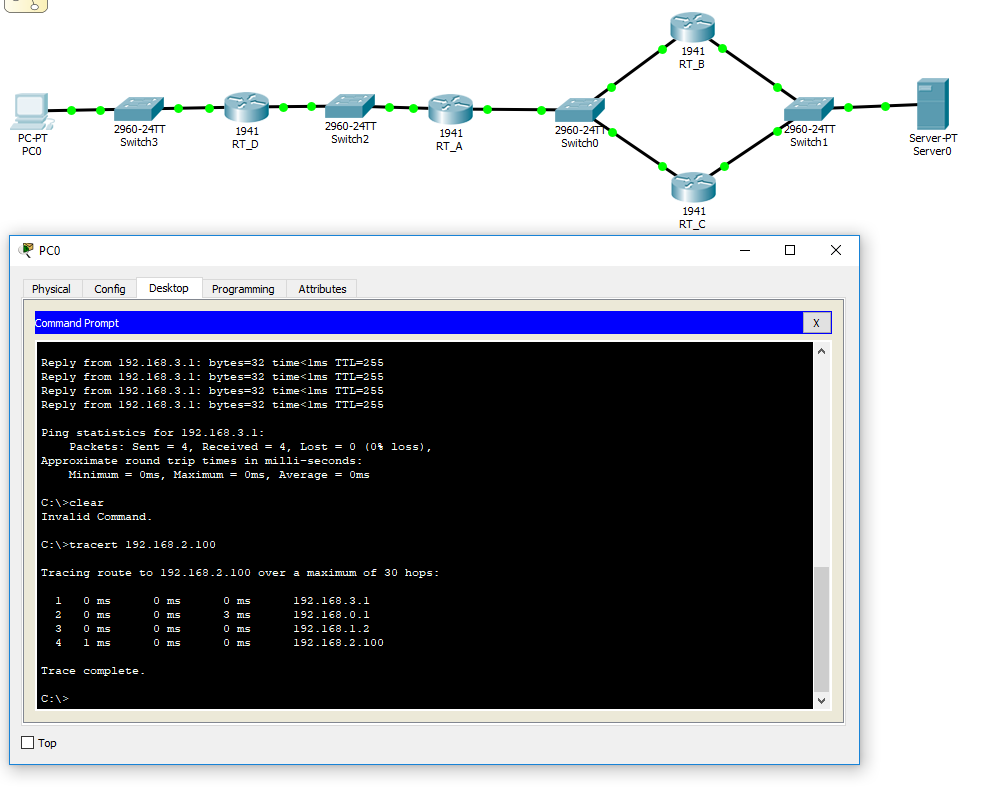 1941
RT_B
PC-PT
PC0
2960-24TT
Switch3
1941
RT_D
2960-24TT
Switch2
1941
RT_A
2960-24TT
Switch0
2960-24TT
Switch1
Server-PT
Server0
1941
RT_C
PC0
Physical Config Desktop Programming Attributes
Command Prompt X
Reply from 192.168.3.1: bytes=32 time<1ms TTL=255
Reply from 192.168.3.1: bytes=32 time<1ms TTL=255
Reply from 192.168.3.1: bytes=32 time<1ms TTL=255
Reply from 192.168.3.1: bytes=32 time<1ms TTL=255
Ping statistics for 192.168.3.1:
Packets: Sent = 4, Received = 4, Lost = 0 (0% loss),
Approximate round trip times in milli-seconds:
Minimum = 0ms, Maximum = 0ms, Average = 0ms
C:\>clear
Invalid Command.
C:\>tracert 192.168.2.100
Tracing route to 192.168.2.100 over a maximum of 30 hops:
1 0 ms 0 ms 0 ms 192.168.3.1
2 0 ms 0 ms 3 ms 192.168.0.1
3 0 ms 0 ms 0 ms 192.168.1.2
4 1 ms 0 ms 0 ms 192.168.2.100
Trace complete.
C:\>
Top